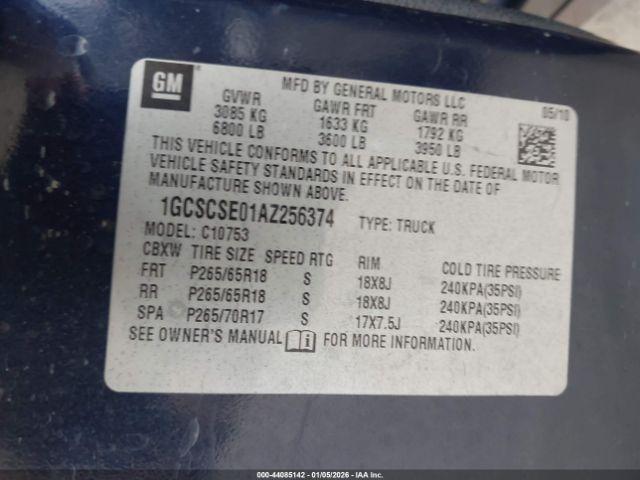 GM
MFD BY GENERAL MOTORS LLC
GVWR GAWR FRT GAWR RR 05/10
3085 KG 1633 KG 1792 KG
6800 LB 3600 LB 3950 LB
THIS VEHICLE CONFORMS TO ALL APPLICABLE U.S. FEDERAL MOTOR
VEHICLE SAFETY STANDARDS IN EFFECT ON THE DATE OF
MANUFACTURE SHOWN ABOVE.
1GCSCSE01AZ256374 TYPE: TRUCK
MODEL: C10753
CBXW TIRE SIZE SPEED RTG RIM COLD TIRE PRESSURE
FRT P265/65R18 S 18X8J 240KPA(35PSI)
RR P265/65R18 S 18X8J 240KPA(35PSI)
SPA P265/70R17 S 17X7.5J 240KPA(35PSI)
SEE OWNER'S MANUAL i FOR MORE INFORMATION.
000-44085142 - 01/05/2026 - IAAI Inc.